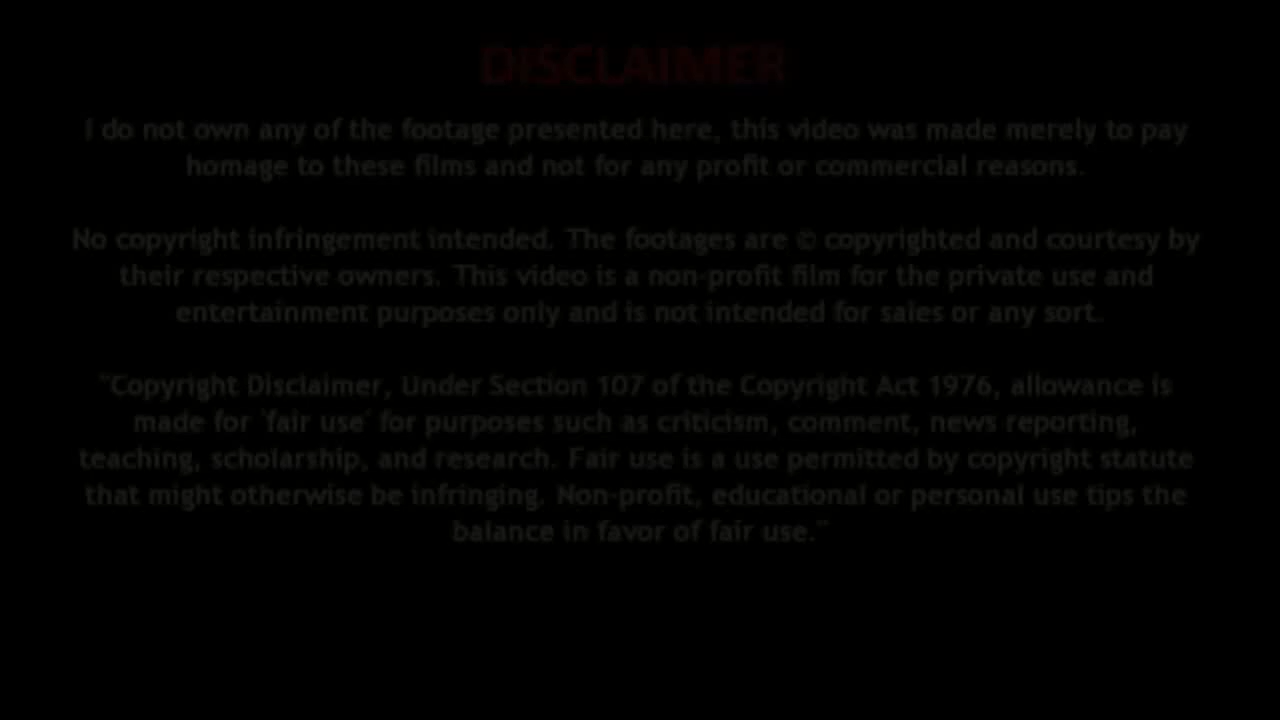 DISCLAIMER
I do not own any of the footage presented here, this video was made merely to pay
homage to these films and not for any profit or commercial reasons.
No copyright infringement intended. The footages are © copyrighted and courtesy by
their respective owners. This video is a non-profit film for the private use and
entertainment purposes only and is not intended for sales or any sort.
"Copyright Disclaimer, Under Section 107 of the Copyright Act 1976, allowance is
made for 'fair use' for purposes such as criticism, comment, news reporting,
teaching, scholarship, and research. Fair use is a use permitted by copyright statute
that might otherwise be infringing. Non-profit, educational or personal use tips the
balance in favor of fair use."